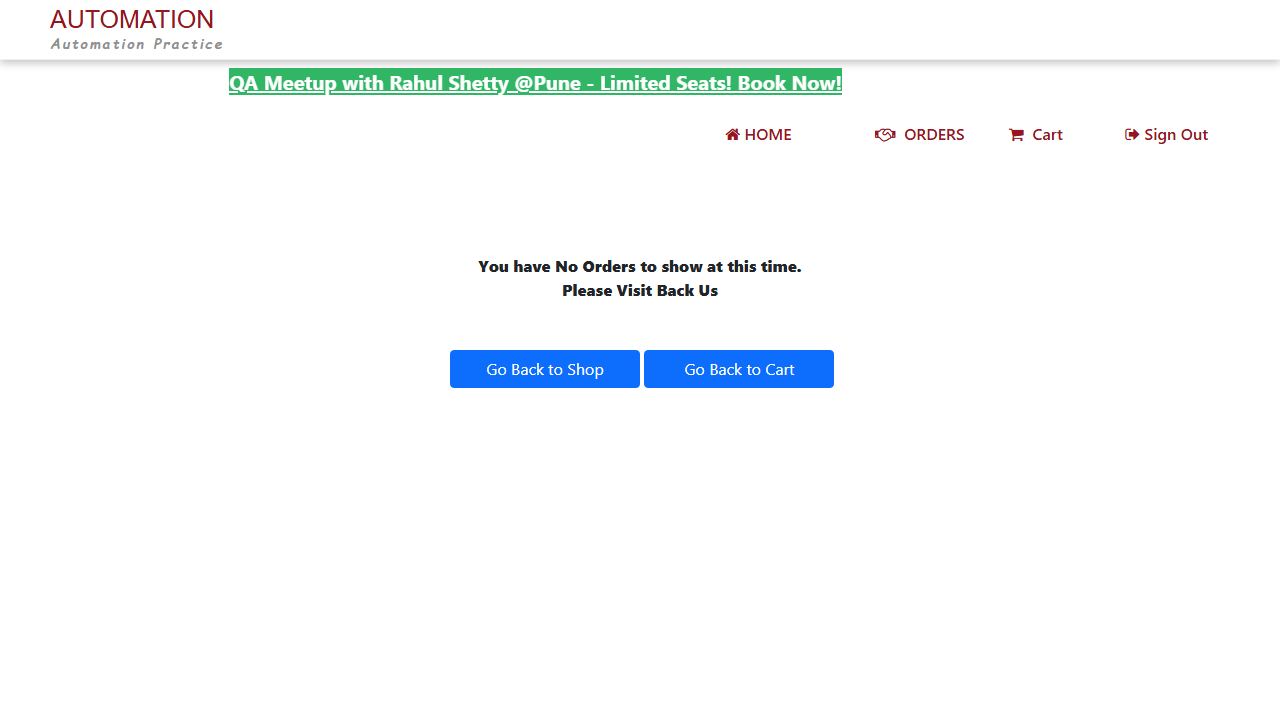 AUTOMATION
Automation Practice
QA Meetup with Rahul Shetty @Pune - Limited Seats! Book Now!
HOME ORDERS Cart Sign Out
You have No Orders to show at this time.
Please Visit Back Us
Go Back to Shop Go Back to Cart